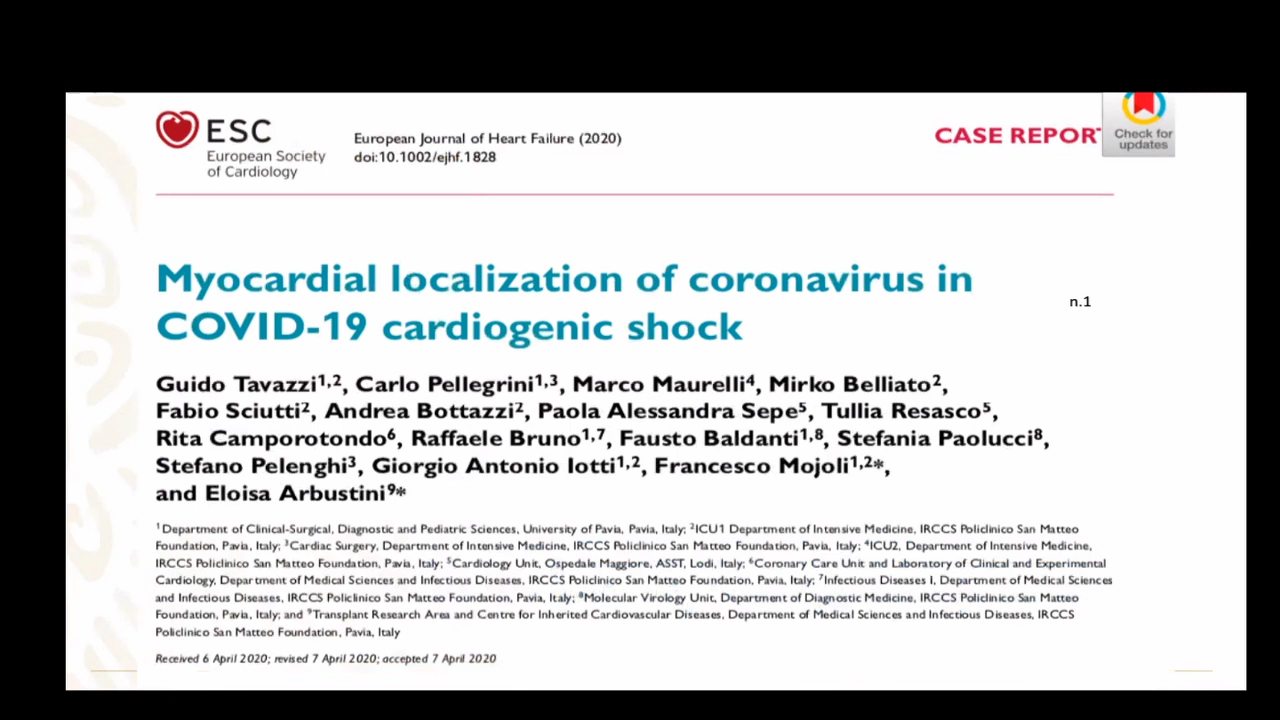 ESC
European Society
of Cardiology
European Journal of Heart Failure (2020)
doi:10.1002/ejhf.1828
CASE REPORT
Check for
updates
Myocardial localization of coronavirus in
COVID-19 cardiogenic shock
n.1
Guido Tavazzi1,2, Carlo Pellegrini1,3, Marco Maurelli4, Mirko Belliato2,
Fabio Sciutti2, Andrea Bottazzi2, Paola Alessandra Sepe5, Tullia Resasco5,
Rita Camporotondo6, Raffaele Bruno1,7, Fausto Baldanti1,8, Stefania Paolucci8,
Stefano Pelenghi3, Giorgio Antonio Iotti1,2, Francesco Mojoli1,2*,
and Eloisa Arbustini9*
1Department of Clinical-Surgical, Diagnostic and Pediatric Sciences, University of Pavia, Pavia, Italy; 2ICU1 Department of Intensive Medicine, IRCCS Policlinico San Matteo
Foundation, Pavia, Italy; 3Cardiac Surgery, Department of Intensive Medicine, IRCCS Policlinico San Matteo Foundation, Pavia, Italy; 4ICU2, Department of Intensive Medicine,
IRCCS Policlinico San Matteo Foundation, Pavia, Italy; 5Cardiology Unit, Ospedale Maggiore, ASST, Lodi, Italy; 6Coronary Care Unit and Laboratory of Clinical and Experimental
Cardiology, Department of Medical Sciences and Infectious Diseases, IRCCS Policlinico San Matteo Foundation, Pavia, Italy; 7Infectious Diseases I, Department of Medical Sciences
and Infectious Diseases, IRCCS Policlinico San Matteo Foundation, Pavia, Italy; 8Molecular Virology Unit, Department of Diagnostic Medicine, IRCCS Policlinico San Matteo
Foundation, Pavia, Italy; and 9Transplant Research Area and Centre for Inherited Cardiovascular Diseases, Department of Medical Sciences and Infectious Diseases, IRCCS
Policlinico San Matteo Foundation, Pavia, Italy
Received 6 April 2020; revised 7 April 2020; accepted 7 April 2020